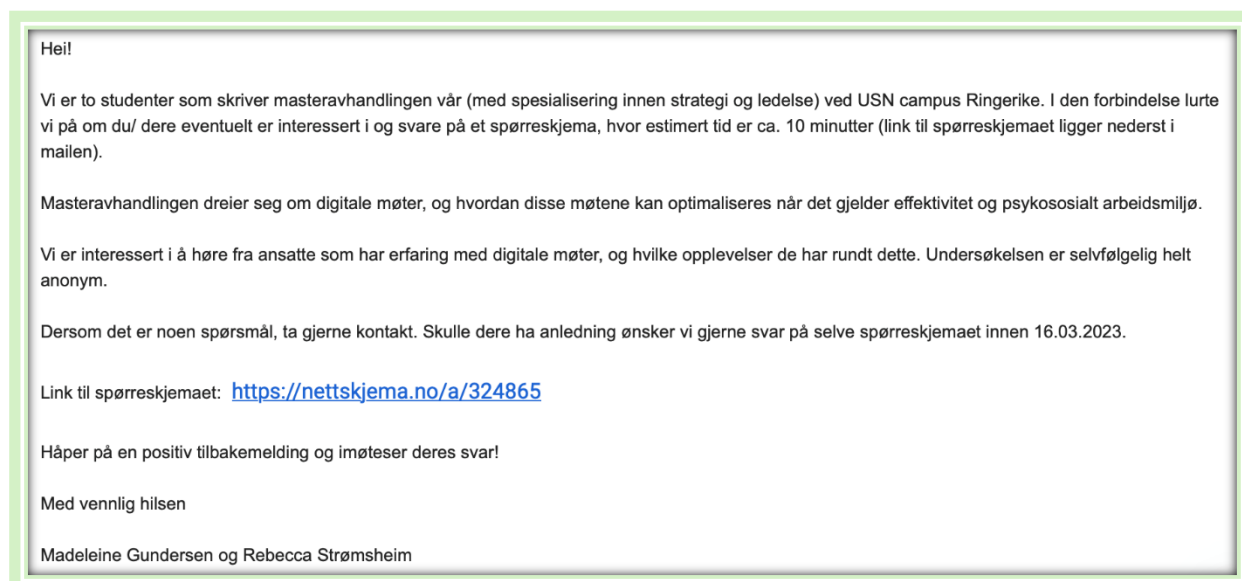 Hei!
Vi er to studenter som skriver masteravhandlingen vår (med spesialisering innen strategi og ledelse) ved USN campus Ringerike. I den forbindelse lurte
vi på om du/ dere eventuelt er interessert i og svare på et spørreskjema, hvor estimert tid er ca. 10 minutter (link til spørreskjemaet ligger nederst i
mailen).
Masteravhandlingen dreier seg om digitale møter, og hvordan disse møtene kan optimaliseres når det gjelder effektivitet og psykososialt arbeidsmiljø.
Vi er interessert i å høre fra ansatte som har erfaring med digitale møter, og hvilke opplevelser de har rundt dette. Undersøkelsen er selvfølgelig helt
anonym.
Dersom det er noen spørsmål, ta gjerne kontakt. Skulle dere ha anledning ønsker vi gjerne svar på selve spørreskjemaet innen 16.03.2023.
Link til spørreskjemaet: https://nettskjema.no/a/324865
Håper på en positiv tilbakemelding og imøteser deres svar!
Med vennlig hilsen
Madeleine Gundersen og Rebecca Strømsheim